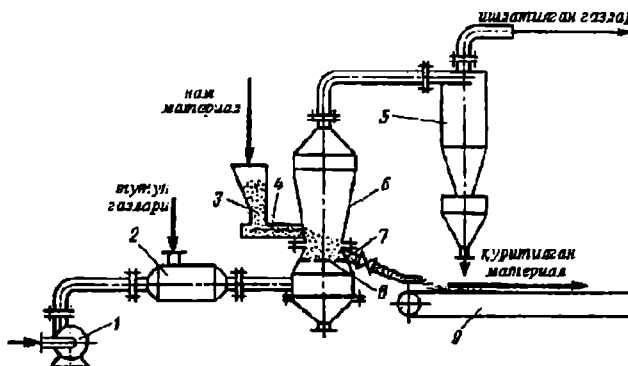 ишлатилган газлар
нам
материал
5
3
4
6
тутун
газлари
2
7
қуритилган
материал
8
9
1